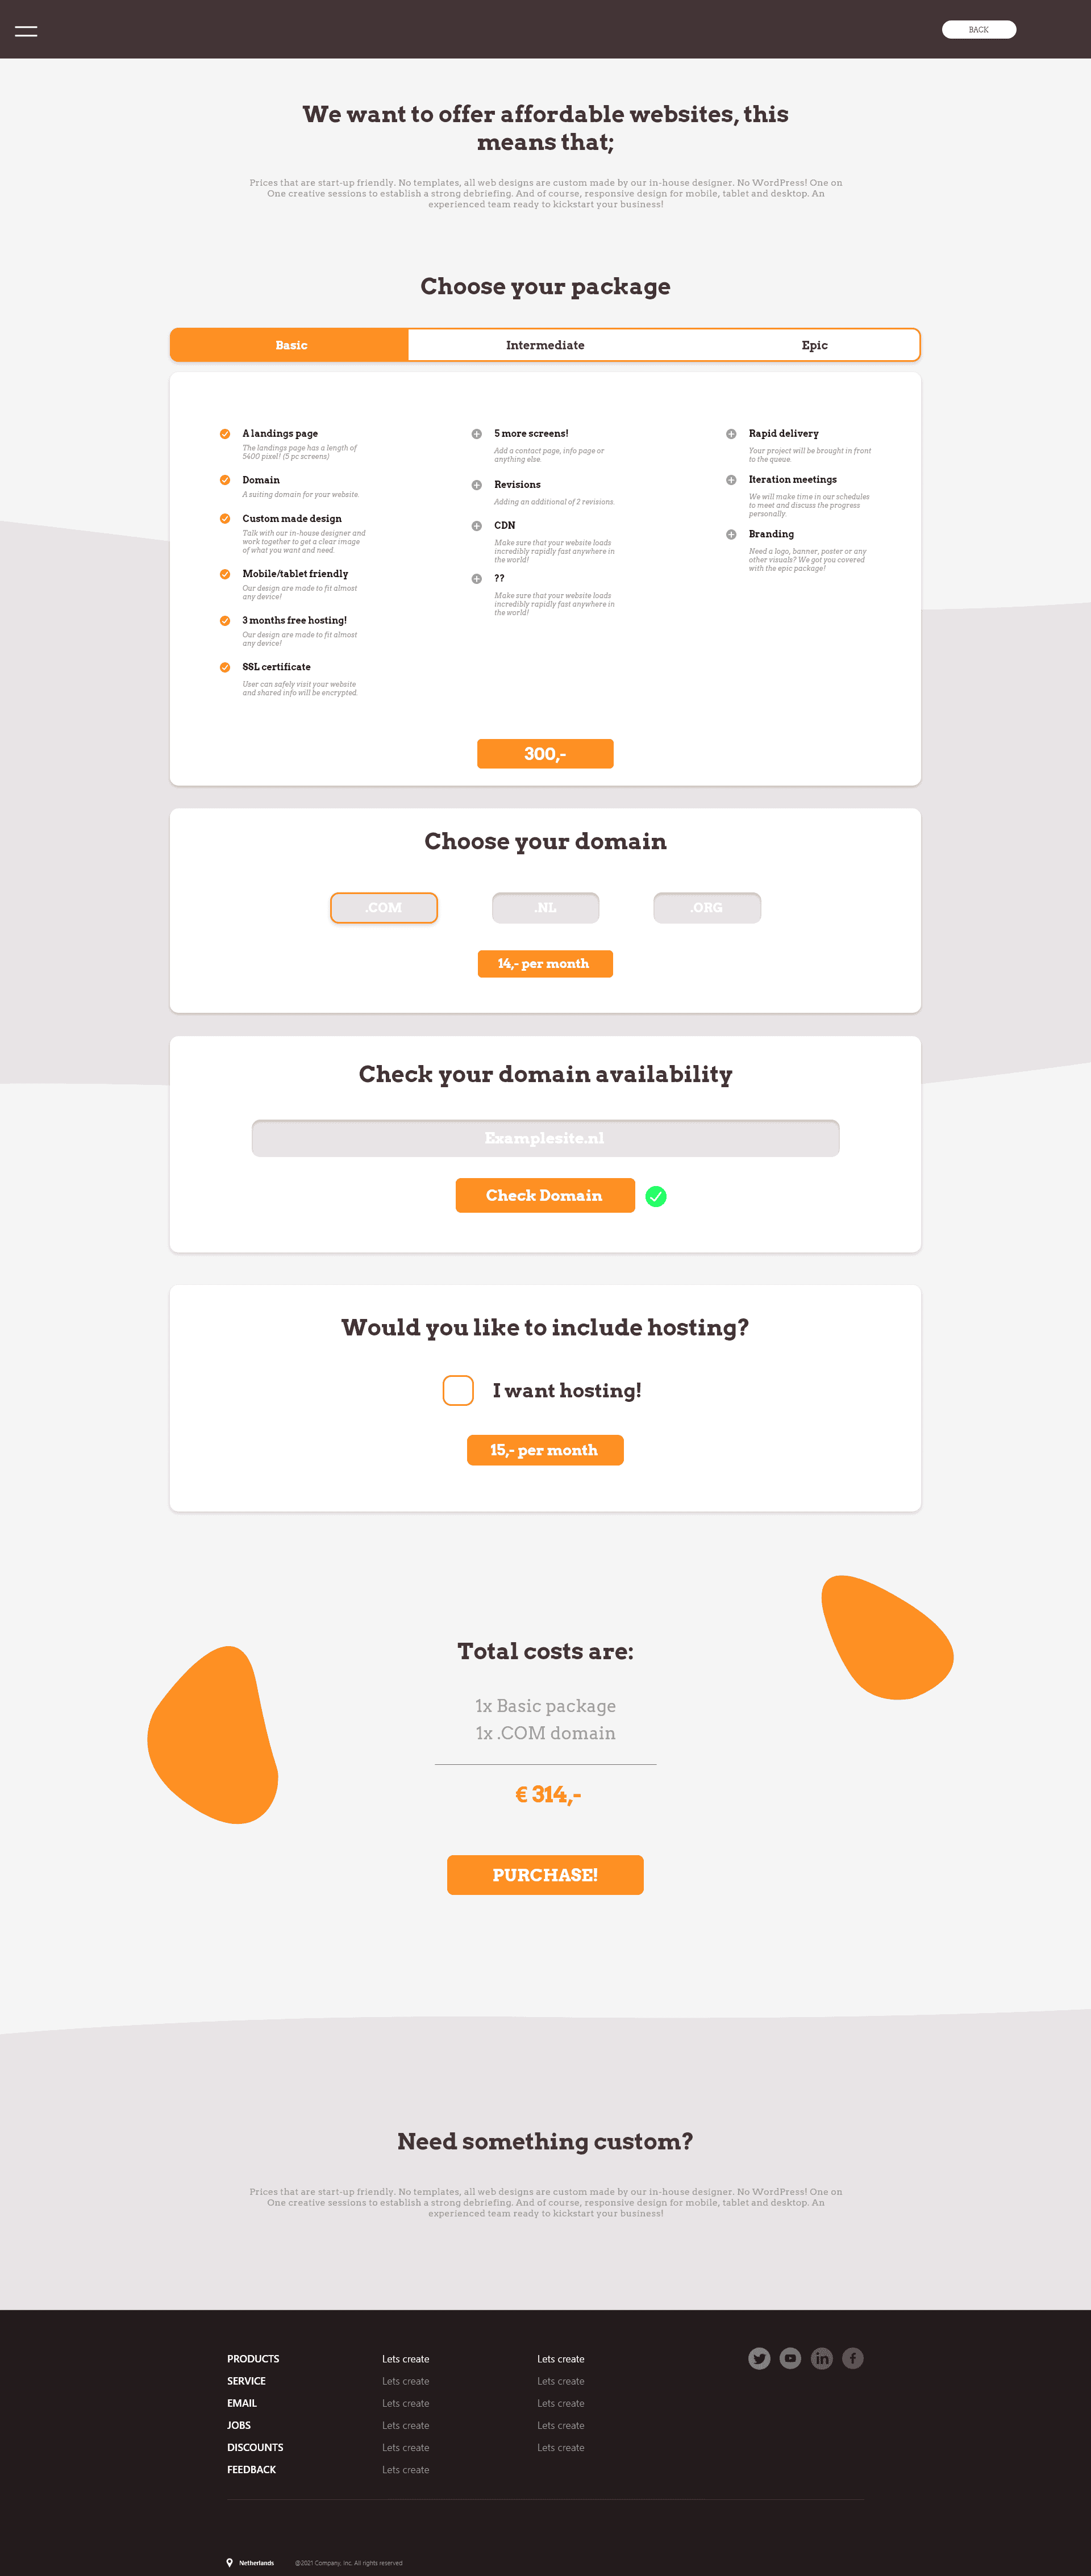 BACK
We want to offer affordable websites, this
means that;
Prices that are start-up friendly. No templates, all web designs are custom made by our in-house designer. No WordPress! One on
One creative sessions to establish a strong debriefing. And of course, responsive design for mobile, tablet and desktop. An
experienced team ready to kickstart your business!
Choose your package
Basic
Intermediate
Epic
A landings page
The landings page has a length of
5400 pixel! (5 pc screens)
Domain
A suiting domain for your website.
Custom made design
Talk with our in-house designer and
work together to get a clear image
of what you want and need.
Mobile/tablet friendly
Our design are made to fit almost
any device!
3 months free hosting!
Our design are made to fit almost
any device!
SSL certificate
User can safely visit your website
and shared info will be encrypted.
5 more screens!
Add a contact page, info page or
anything else.
Revisions
Adding an additional of 2 revisions.
CDN
Make sure that your website loads
incredibly rapidly fast anywhere in
the world!
??
Make sure that your website loads
incredibly rapidly fast anywhere in
the world!
Rapid delivery
Your project will be brought in front
to the queue.
Iteration meetings
We will make time in our schedules
to meet and discuss the progress
personally.
Branding
Need a logo, banner, poster or any
other visuals? We got you covered
with the epic package!
300,-
Choose your domain
.COM
.NL
.ORG
14,- per month
Check your domain availability
Examplesite.nl
Check Domain
Would you like to include hosting?
I want hosting!
15,- per month
Total costs are:
1x Basic package
1x .COM domain
€ 314,-
PURCHASE!
Need something custom?
Prices that are start-up friendly. No templates, all web designs are custom made by our in-house designer. No WordPress! One on
One creative sessions to establish a strong debriefing. And of course, responsive design for mobile, tablet and desktop. An
experienced team ready to kickstart your business!
PRODUCTS
SERVICE
EMAIL
JOBS
DISCOUNTS
FEEDBACK
Lets create
Lets create
Lets create
Lets create
Lets create
Lets create
Lets create
Lets create
Lets create
Lets create
Lets create
Netherlands
@2021 Company, inc. All rights reserved